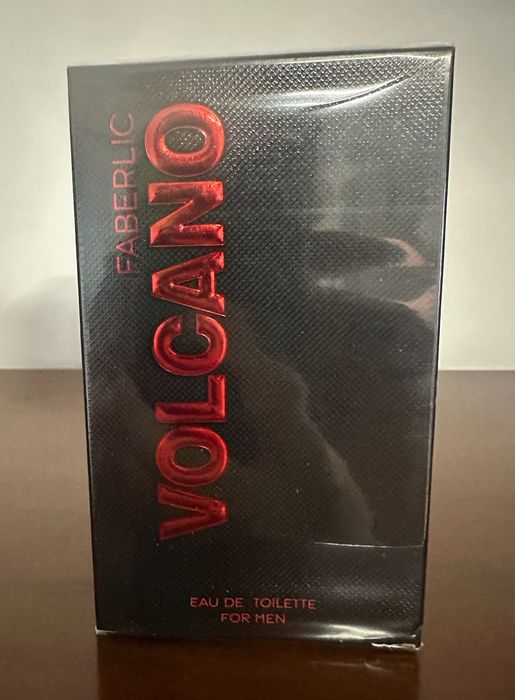 FABERLIC
VOLCANO
EAU DE TOILETTE
FOR MEN